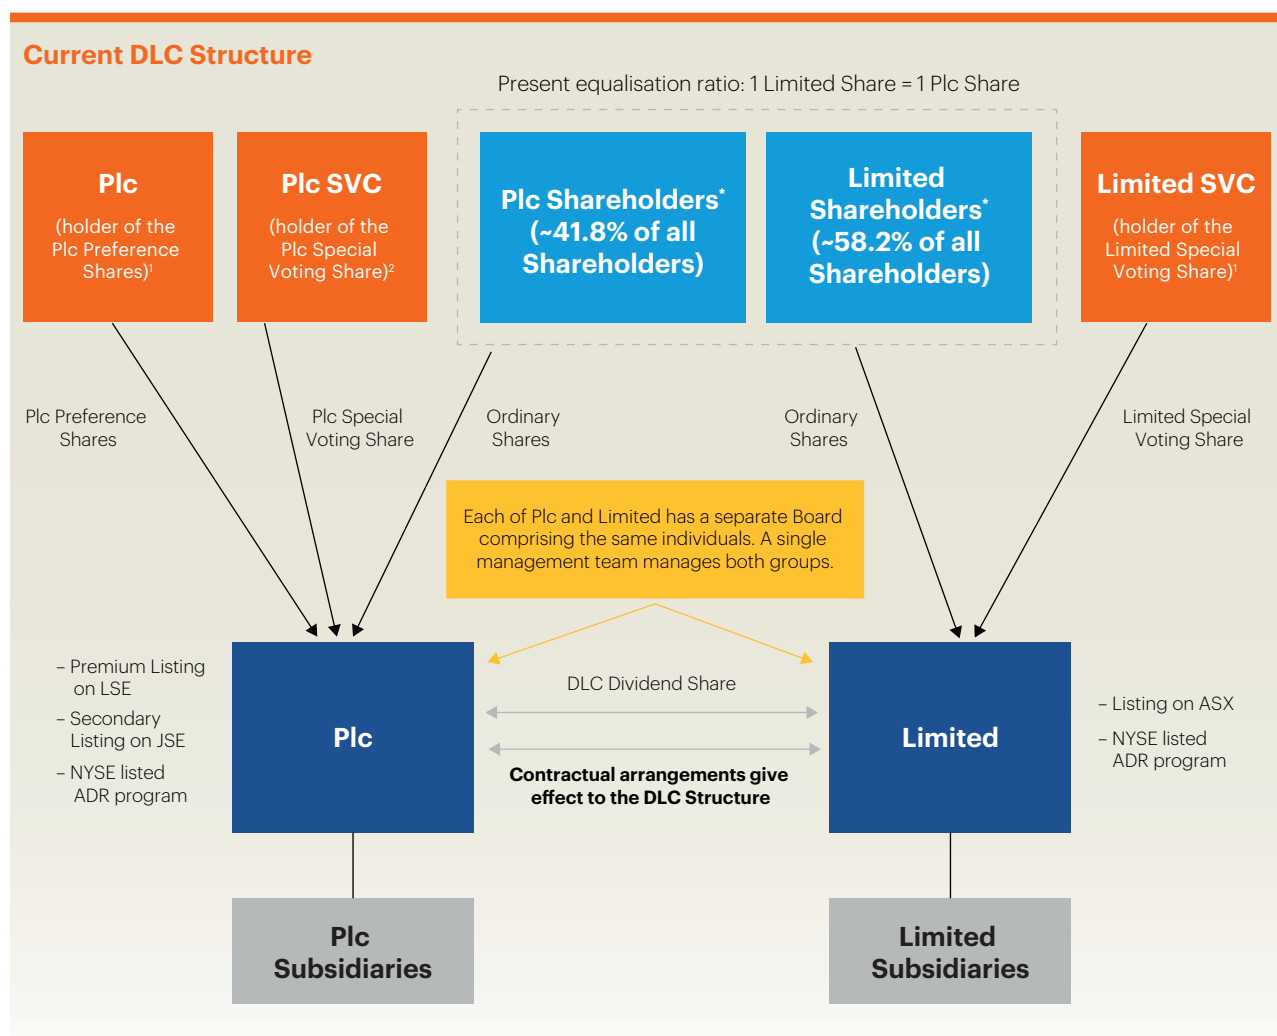 Current DLC Structure
Present equalisation ratio: 1 Limited Share = 1 Plc Share
Plc
(holder of the
Plc Preference
Shares)¹
Plc SVC
(holder of the
Plc Special
Voting Share)²
Plc Shareholders*
(~41.8% of all
Shareholders)
Limited
Shareholders*
(~58.2% of all
Shareholders)
Limited SVC
(holder of the
Limited Special
Voting Share)¹
Plc Preference
Shares
Plc Special
Voting Share
Ordinary
Shares
Ordinary
Shares
Limited Special
Voting Share
Each of Plc and Limited has a separate Board
comprising the same individuals. A single
management team manages both groups.
– Premium Listing
on LSE
– Secondary
Listing on JSE
– NYSE listed
ADR program
Plc
DLC Dividend Share
Contractual arrangements give
effect to the DLC Structure
Limited
– Listing on ASX
– NYSE listed
ADR program
Plc
Subsidiaries
Limited
Subsidiaries